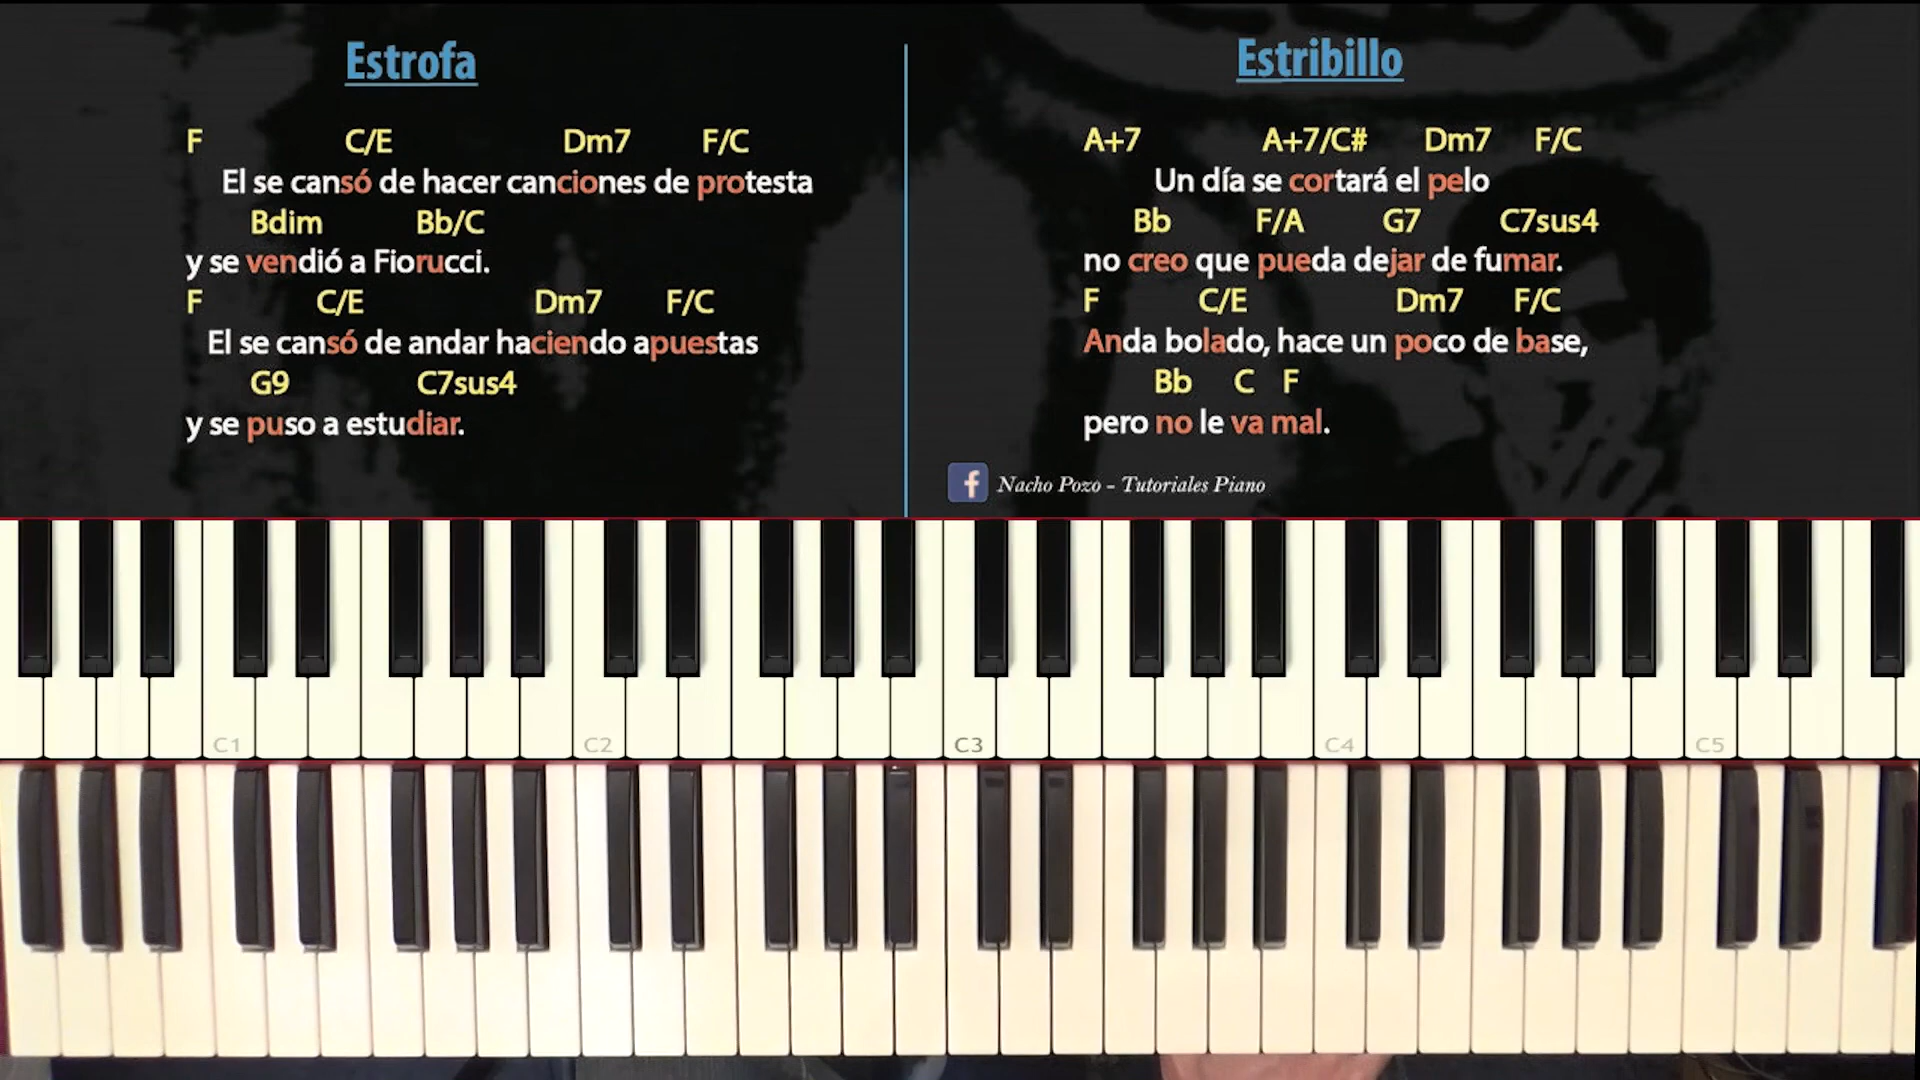 Estrofa
F C/E Dm7 F/C
El se cansó de hacer canciones de protesta
Bdim Bb/C
y se vendió a Fiorucci.
F C/E Dm7 F/C
El se cansó de andar haciendo apuestas
G9 C7sus4
y se puso a estudiar.
Estribillo
A+7 A+7/C# Dm7 F/C
Un día se cortará el pelo
Bb F/A G7 C7sus4
no creo que pueda dejar de fumar.
F C/E Dm7 F/C
Anda bolado, hace un poco de base,
Bb C F
pero no le va mal.
f Nacho Pozo - Tutoriales Piano
C1 C2 C3 C4 C5